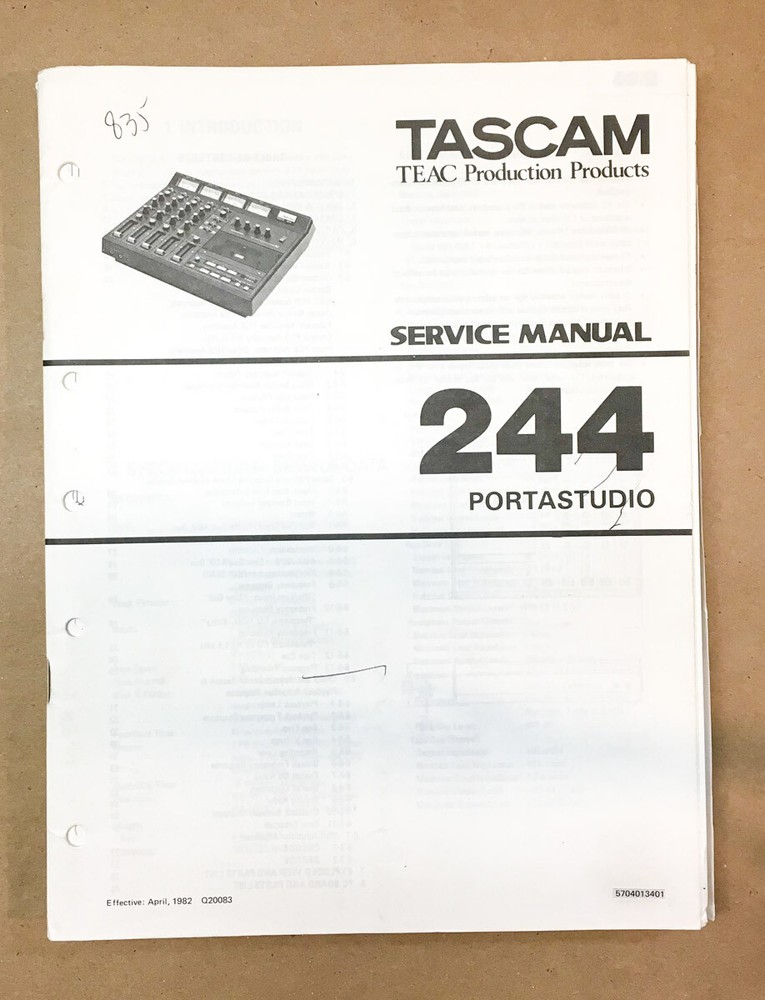 835
TASCAM
TEAC Production Products
SERVICE MANUAL
244
PORTASTUDIO
Effective: April, 1982 Q20083
5704013401